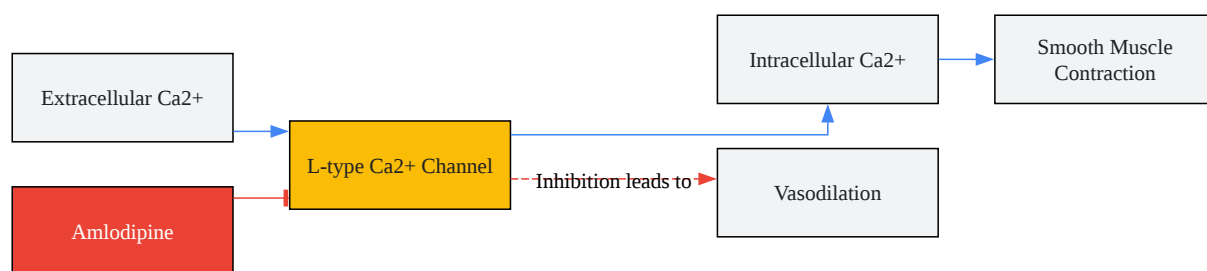 Extracellular Ca2+
Amlodipine
L-type Ca2+ Channel
Inhibition leads to
Intracellular Ca2+
Vasodilation
Smooth Muscle
Contraction